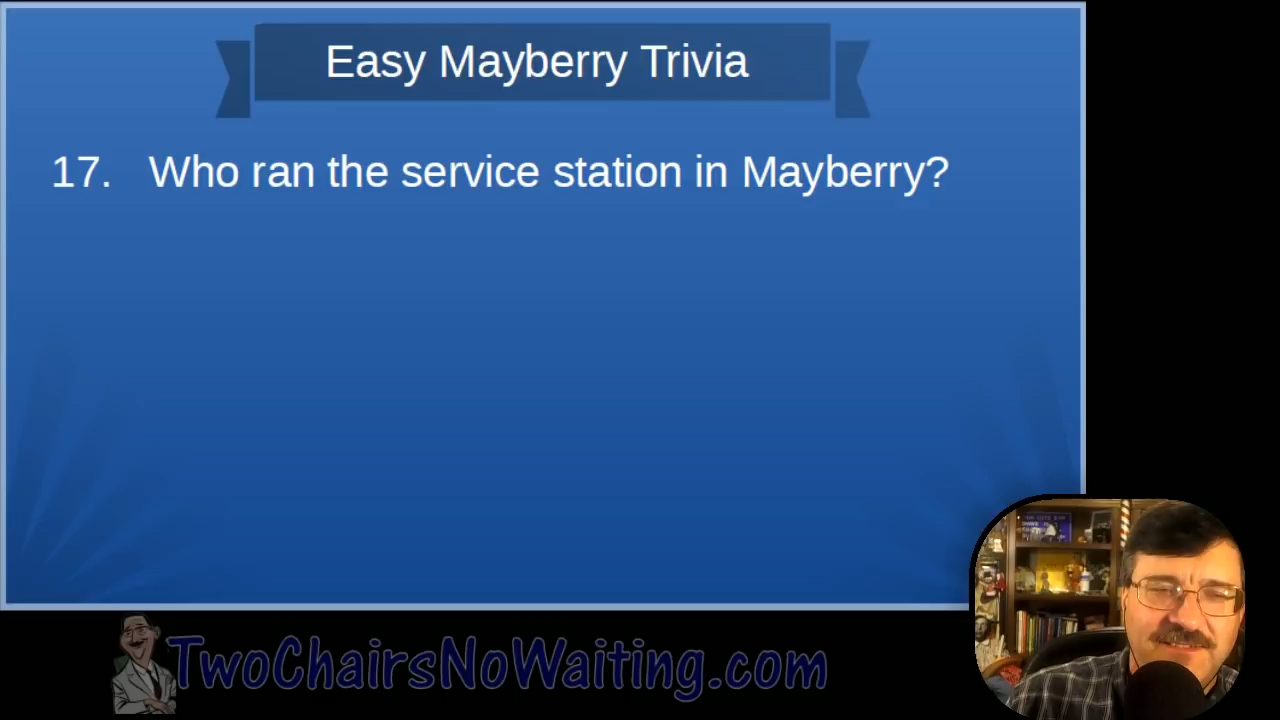 Easy Mayberry Trivia
17. Who ran the service station in Mayberry?
TwoChairsNoWaiting.com